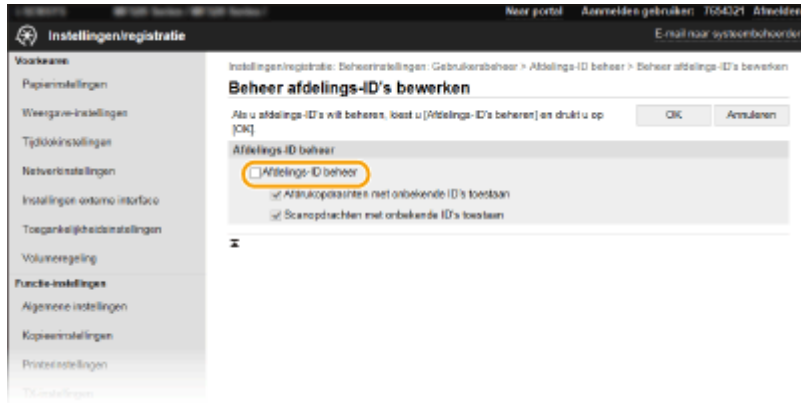 Naar portal Aanmelden gebruiker: 7654321 Afmelden
Instellingen/registratie
E-mail naar systeembeheerder
Voorkeuren
Papierinstellingen
Weergave-instellingen
Tijdklokinstellingen
Netwerkinstellingen
Instellingen externe interface
Toegankelijkheidsinstellingen
Volumeregeling
Functie-instellingen
Algemene instellingen
Kopieerinstellingen
Printerinstellingen
TX-instellingen
Instellingen/registratie: Beheerinstellingen: Gebruikersbeheer > Afdelings-ID beheer > Beheer afdelings-ID's bewerken
Beheer afdelings-ID's bewerken
Als u afdelings-ID's wilt beheren, kiest u [Afdelings-ID's beheren] en drukt u op
[OK].
OK
Annuleren
Afdelings-ID beheer
Afdelings-ID beheer
Afdrukopdrachten met onbekende ID's toestaan
Scanopdrachten met onbekende ID's toestaan